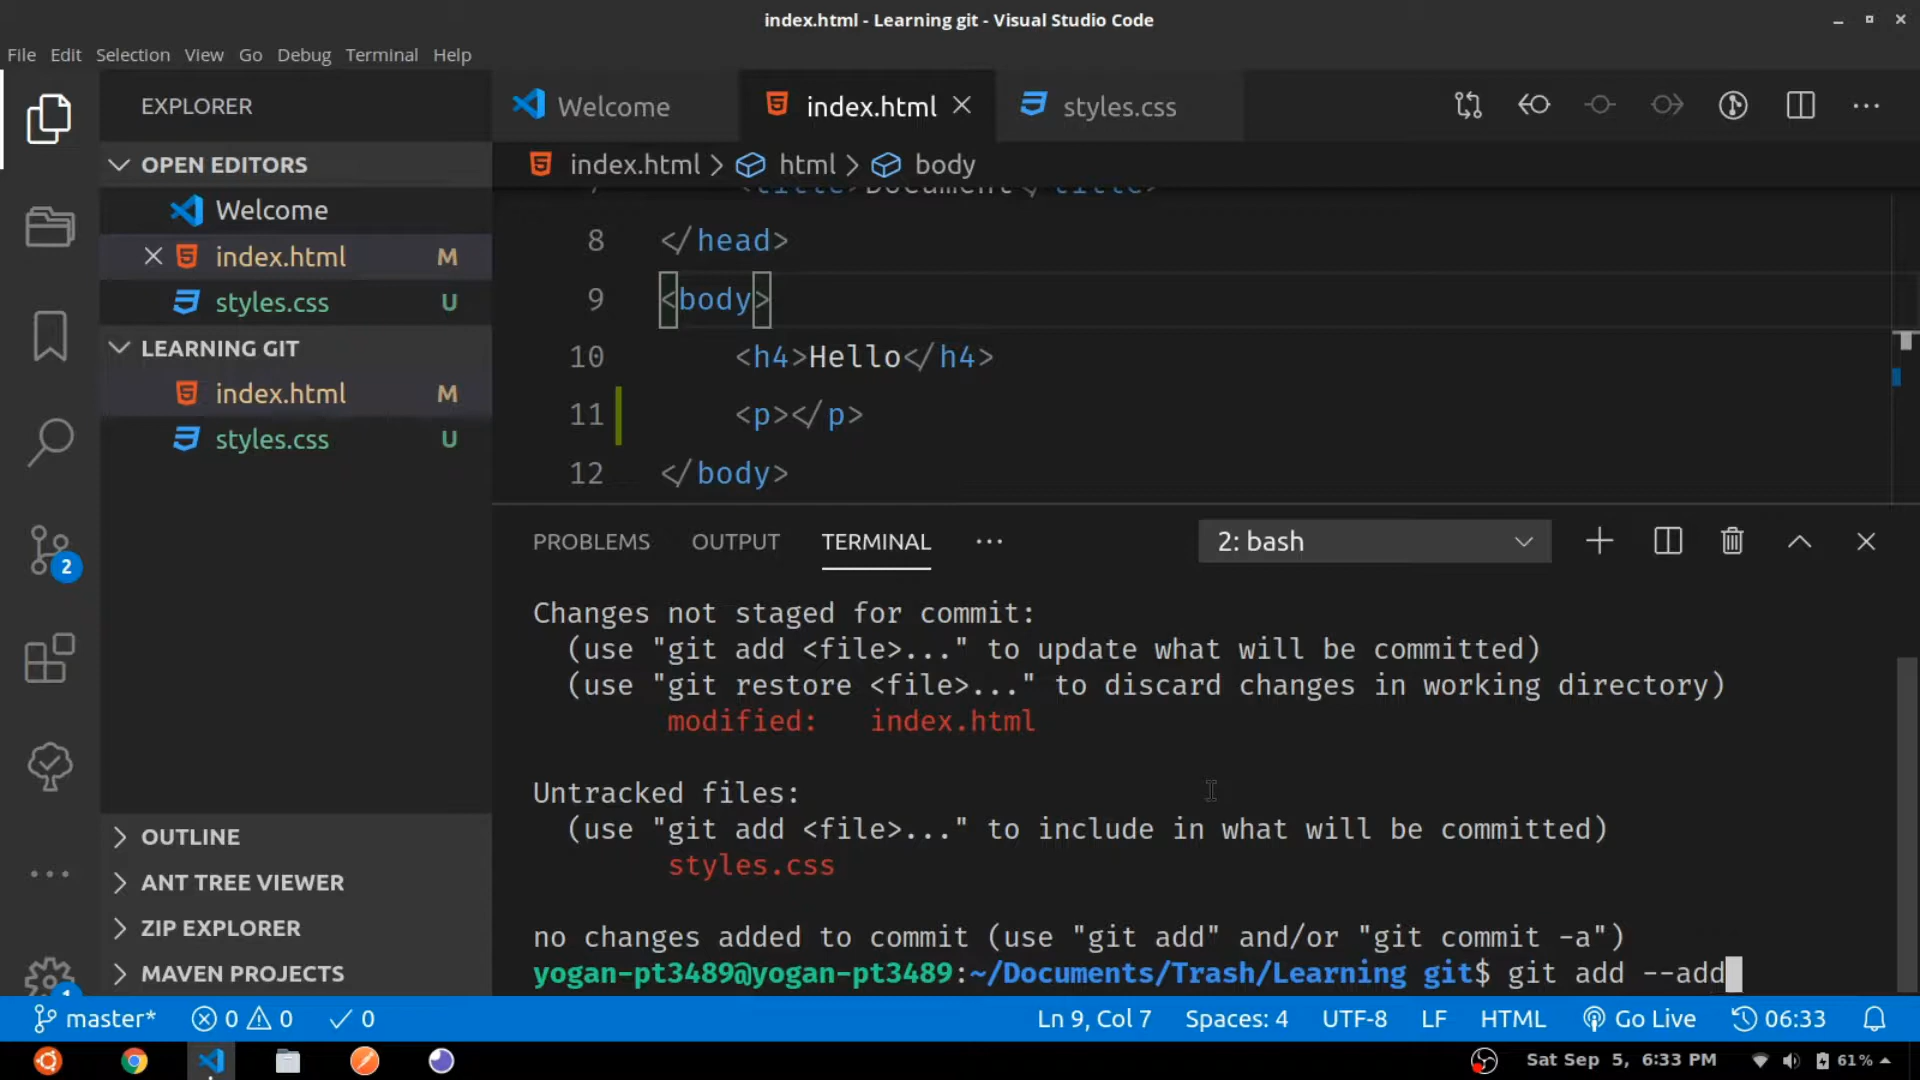 index.html - Learning git - Visual Studio Code
File Edit Selection View Go Debug Terminal Help
EXPLORER
Welcome
index.html
styles.css
OPEN EDITORS
Welcome
index.html M
styles.css U
LEARNING GIT
index.html M
styles.css U
OUTLINE
ANT TREE VIEWER
ZIP EXPLORER
MAVEN PROJECTS
2
1
index.html > html > body
7 <title>Document</title>
8 </head>
9 <body>
10 <h4>Hello</h4>
11 <p></p>
12 </body>
PROBLEMS OUTPUT TERMINAL ··· 2: bash
Changes not staged for commit:
(use "git add <file>..." to update what will be committed)
(use "git restore <file>..." to discard changes in working directory)
modified: index.html
Untracked files:
(use "git add <file>..." to include in what will be committed)
styles.css
no changes added to commit (use "git add" and/or "git commit -a")
yogan-pt3489@yogan-pt3489:~/Documents/Trash/Learning git$ git add --add
master* 0 0 0 Ln 9, Col 7 Spaces: 4 UTF-8 LF HTML Go Live 06:33
Sat Sep 5, 6:33 PM 61%